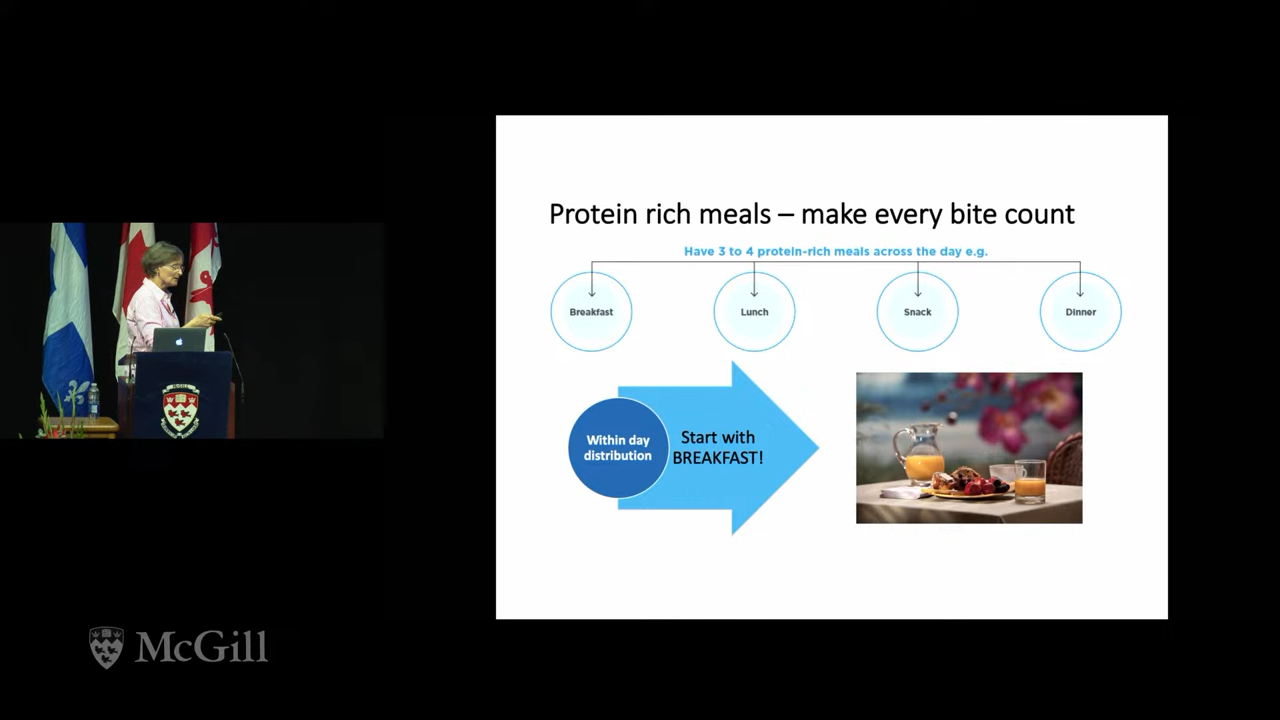 Protein rich meals – make every bite count
Have 3 to 4 protein-rich meals across the day e.g.
Breakfast
Lunch
Snack
Dinner
Within day
distribution
Start with
BREAKFAST!
McGILL
McGill